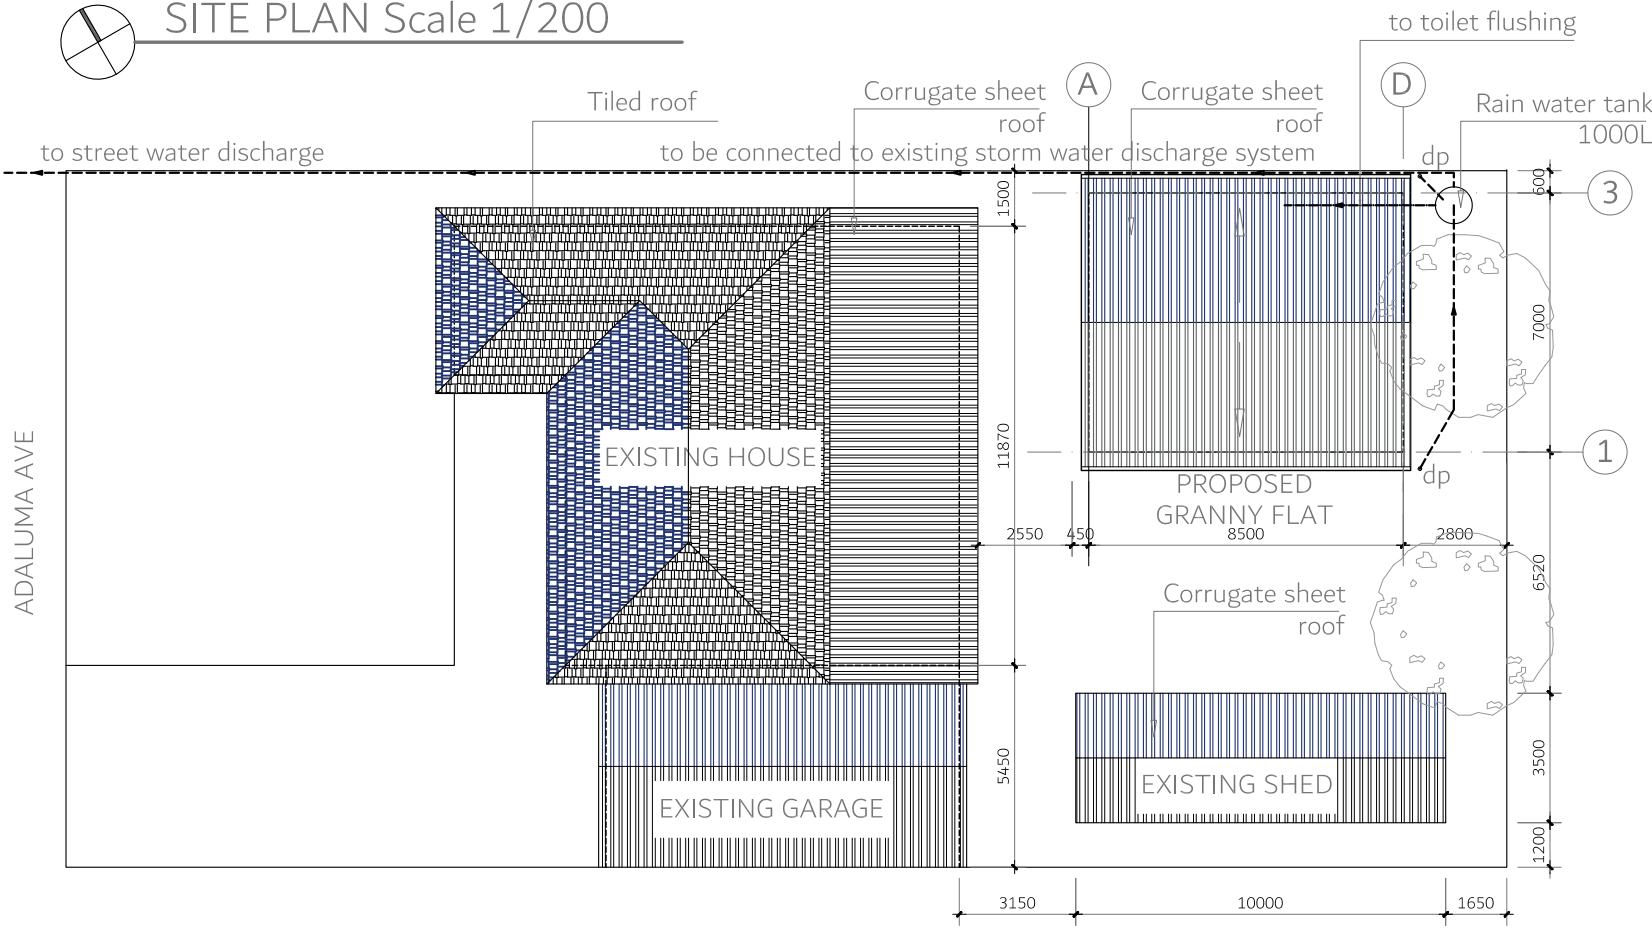 SITE PLAN Scale 1/200
to toilet flushing
Tiled roof
Corrugate sheet
roof
A
Corrugate sheet
roof
D
Rain water tank
1000L
to street water discharge
to be connected to existing storm water discharge system
dp
600
3
1500
7000
11870
EXISTING HOUSE
1
dp
PROPOSED
GRANNY FLAT
ADALUMA AVE
2550
450
8500
2800
6520
Corrugate sheet
roof
5450
3500
EXISTING GARAGE
EXISTING SHED
1200
3150
10000
1650